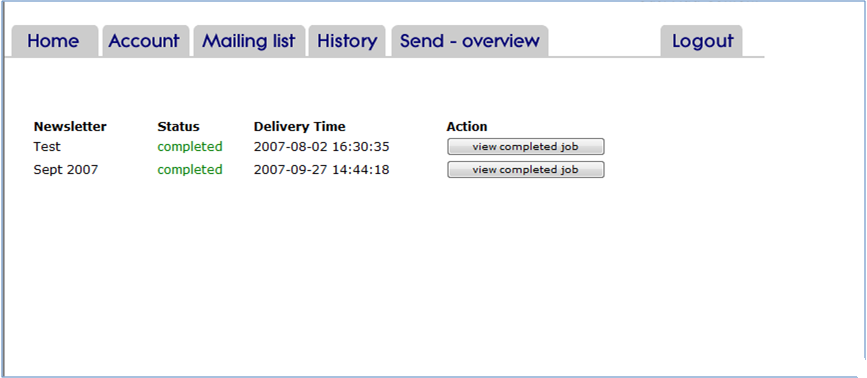 Home Account Mailing list History Send - overview Logout
Newsletter Status Delivery Time Action
Test completed 2007-08-02 16:30:35 view completed job
Sept 2007 completed 2007-09-27 14:44:18 view completed job